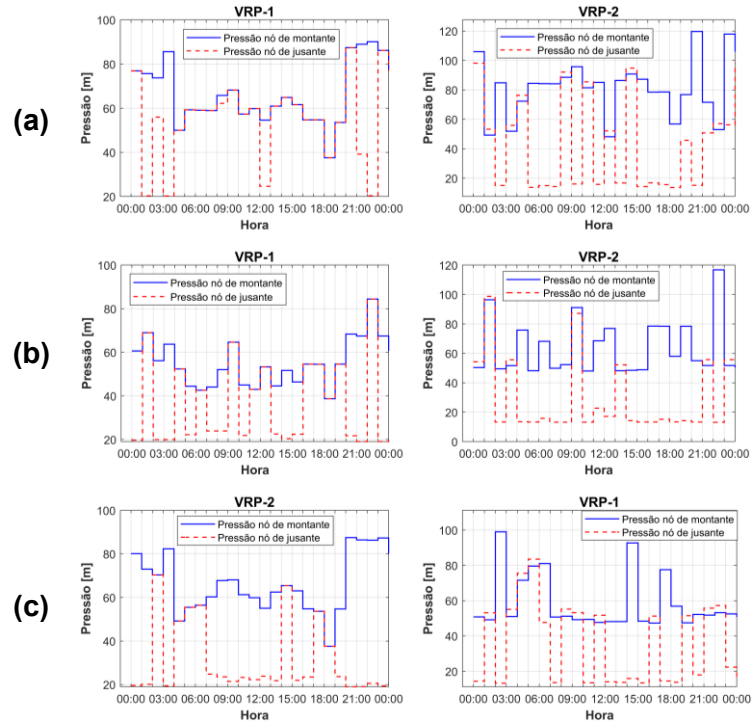 (a)
VRP-1
Pressão nó de montante
Pressão nó de jusante
Pressão [m]
100
80
60
40
20
00:00 03:00 06:00 09:00 12:00 15:00 18:00 21:00 00:00
Hora
VRP-2
Pressão nó de montante
Pressão nó de jusante
Pressão [m]
120
100
80
60
40
20
00:00 03:00 06:00 09:00 12:00 15:00 18:00 21:00 00:00
Hora
(b)
VRP-1
Pressão nó de montante
Pressão nó de jusante
Pressão [m]
100
80
60
40
20
00:00 03:00 06:00 09:00 12:00 15:00 18:00 21:00 00:00
Hora
VRP-2
Pressão nó de montante
Pressão nó de jusante
Pressão [m]
120
100
80
60
40
20
0
00:00 03:00 06:00 09:00 12:00 15:00 18:00 21:00 00:00
Hora
(c)
VRP-2
Pressão nó de montante
Pressão nó de jusante
Pressão [m]
100
80
60
40
20
00:00 03:00 06:00 09:00 12:00 15:00 18:00 21:00 00:00
Hora
VRP-1
Pressão nó de montante
Pressão nó de jusante
Pressão [m]
100
80
60
40
20
00:00 03:00 06:00 09:00 12:00 15:00 18:00 21:00 00:00
Hora